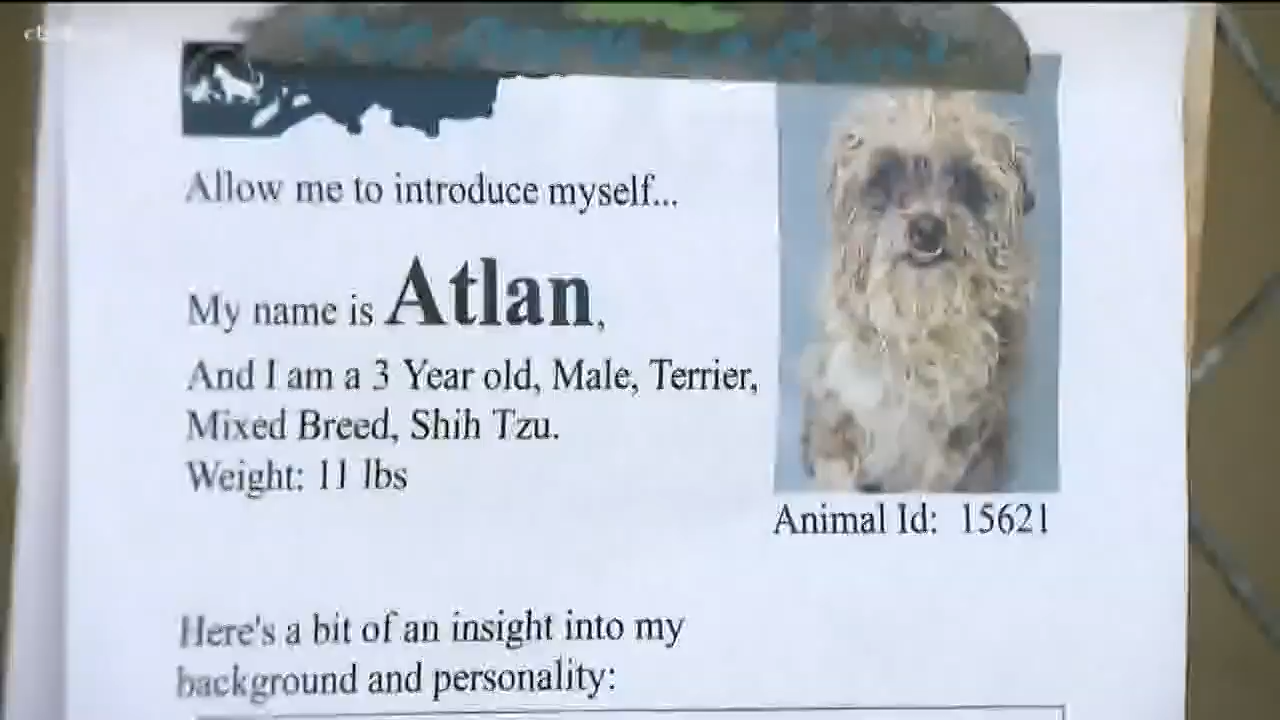 Allow me to introduce myself...
My name is Atlan,
And I am a 3 Year old, Male, Terrier,
Mixed Breed, Shih Tzu.
Weight: 11 lbs
Animal Id: 15621
Here's a bit of an insight into my
background and personality: